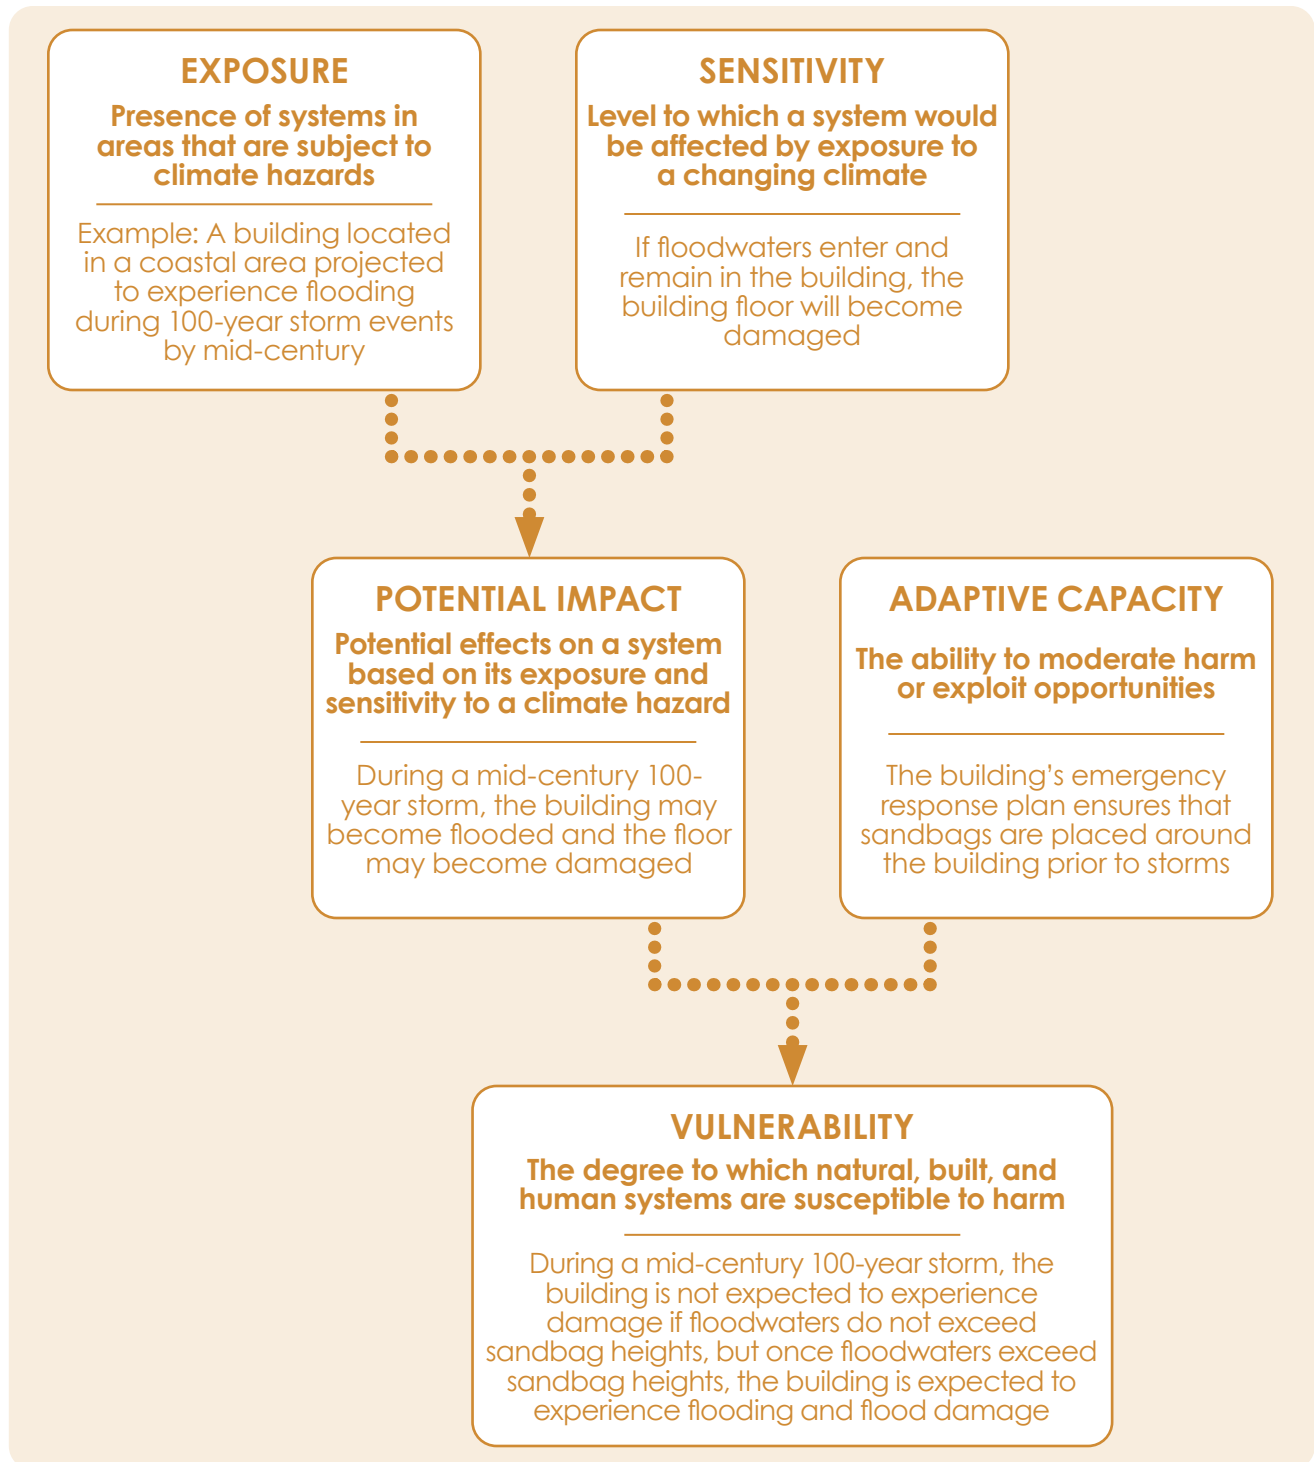 EXPOSURE
Presence of systems in
areas that are subject to
climate hazards
Example: A building located
in a coastal area projected
to experience flooding
during 100-year storm events
by mid-century
SENSITIVITY
Level to which a system would
be affected by exposure to
a changing climate
If floodwaters enter and
remain in the building, the
building floor will become
damaged
POTENTIAL IMPACT
Potential effects on a system
based on its exposure and
sensitivity to a climate hazard
During a mid-century 100-
year storm, the building may
become flooded and the floor
may become damaged
ADAPTIVE CAPACITY
The ability to moderate harm
or exploit opportunities
The building’s emergency
response plan ensures that
sandbags are placed around
the building prior to storms
VULNERABILITY
The degree to which natural, built, and
human systems are susceptible to harm
During a mid-century 100-year storm, the
building is not expected to experience
damage if floodwaters do not exceed
sandbag heights, but once floodwaters exceed
sandbag heights, the building is expected to
experience flooding and flood damage